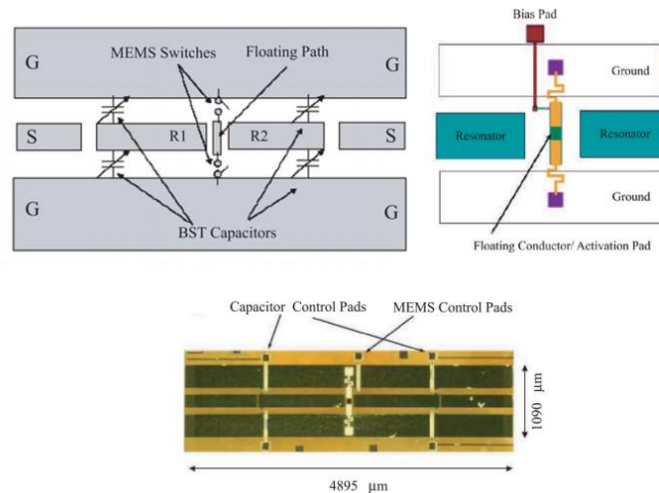 MEMS Switches
Floating Path
G
G
S
R1
R2
S
G
G
BST Capacitors
Bias Pad
Ground
Resonator
Resonator
Ground
Floating Conductor/ Activation Pad
Capacitor Control Pads
MEMS Control Pads
1090 μm
4895 μm